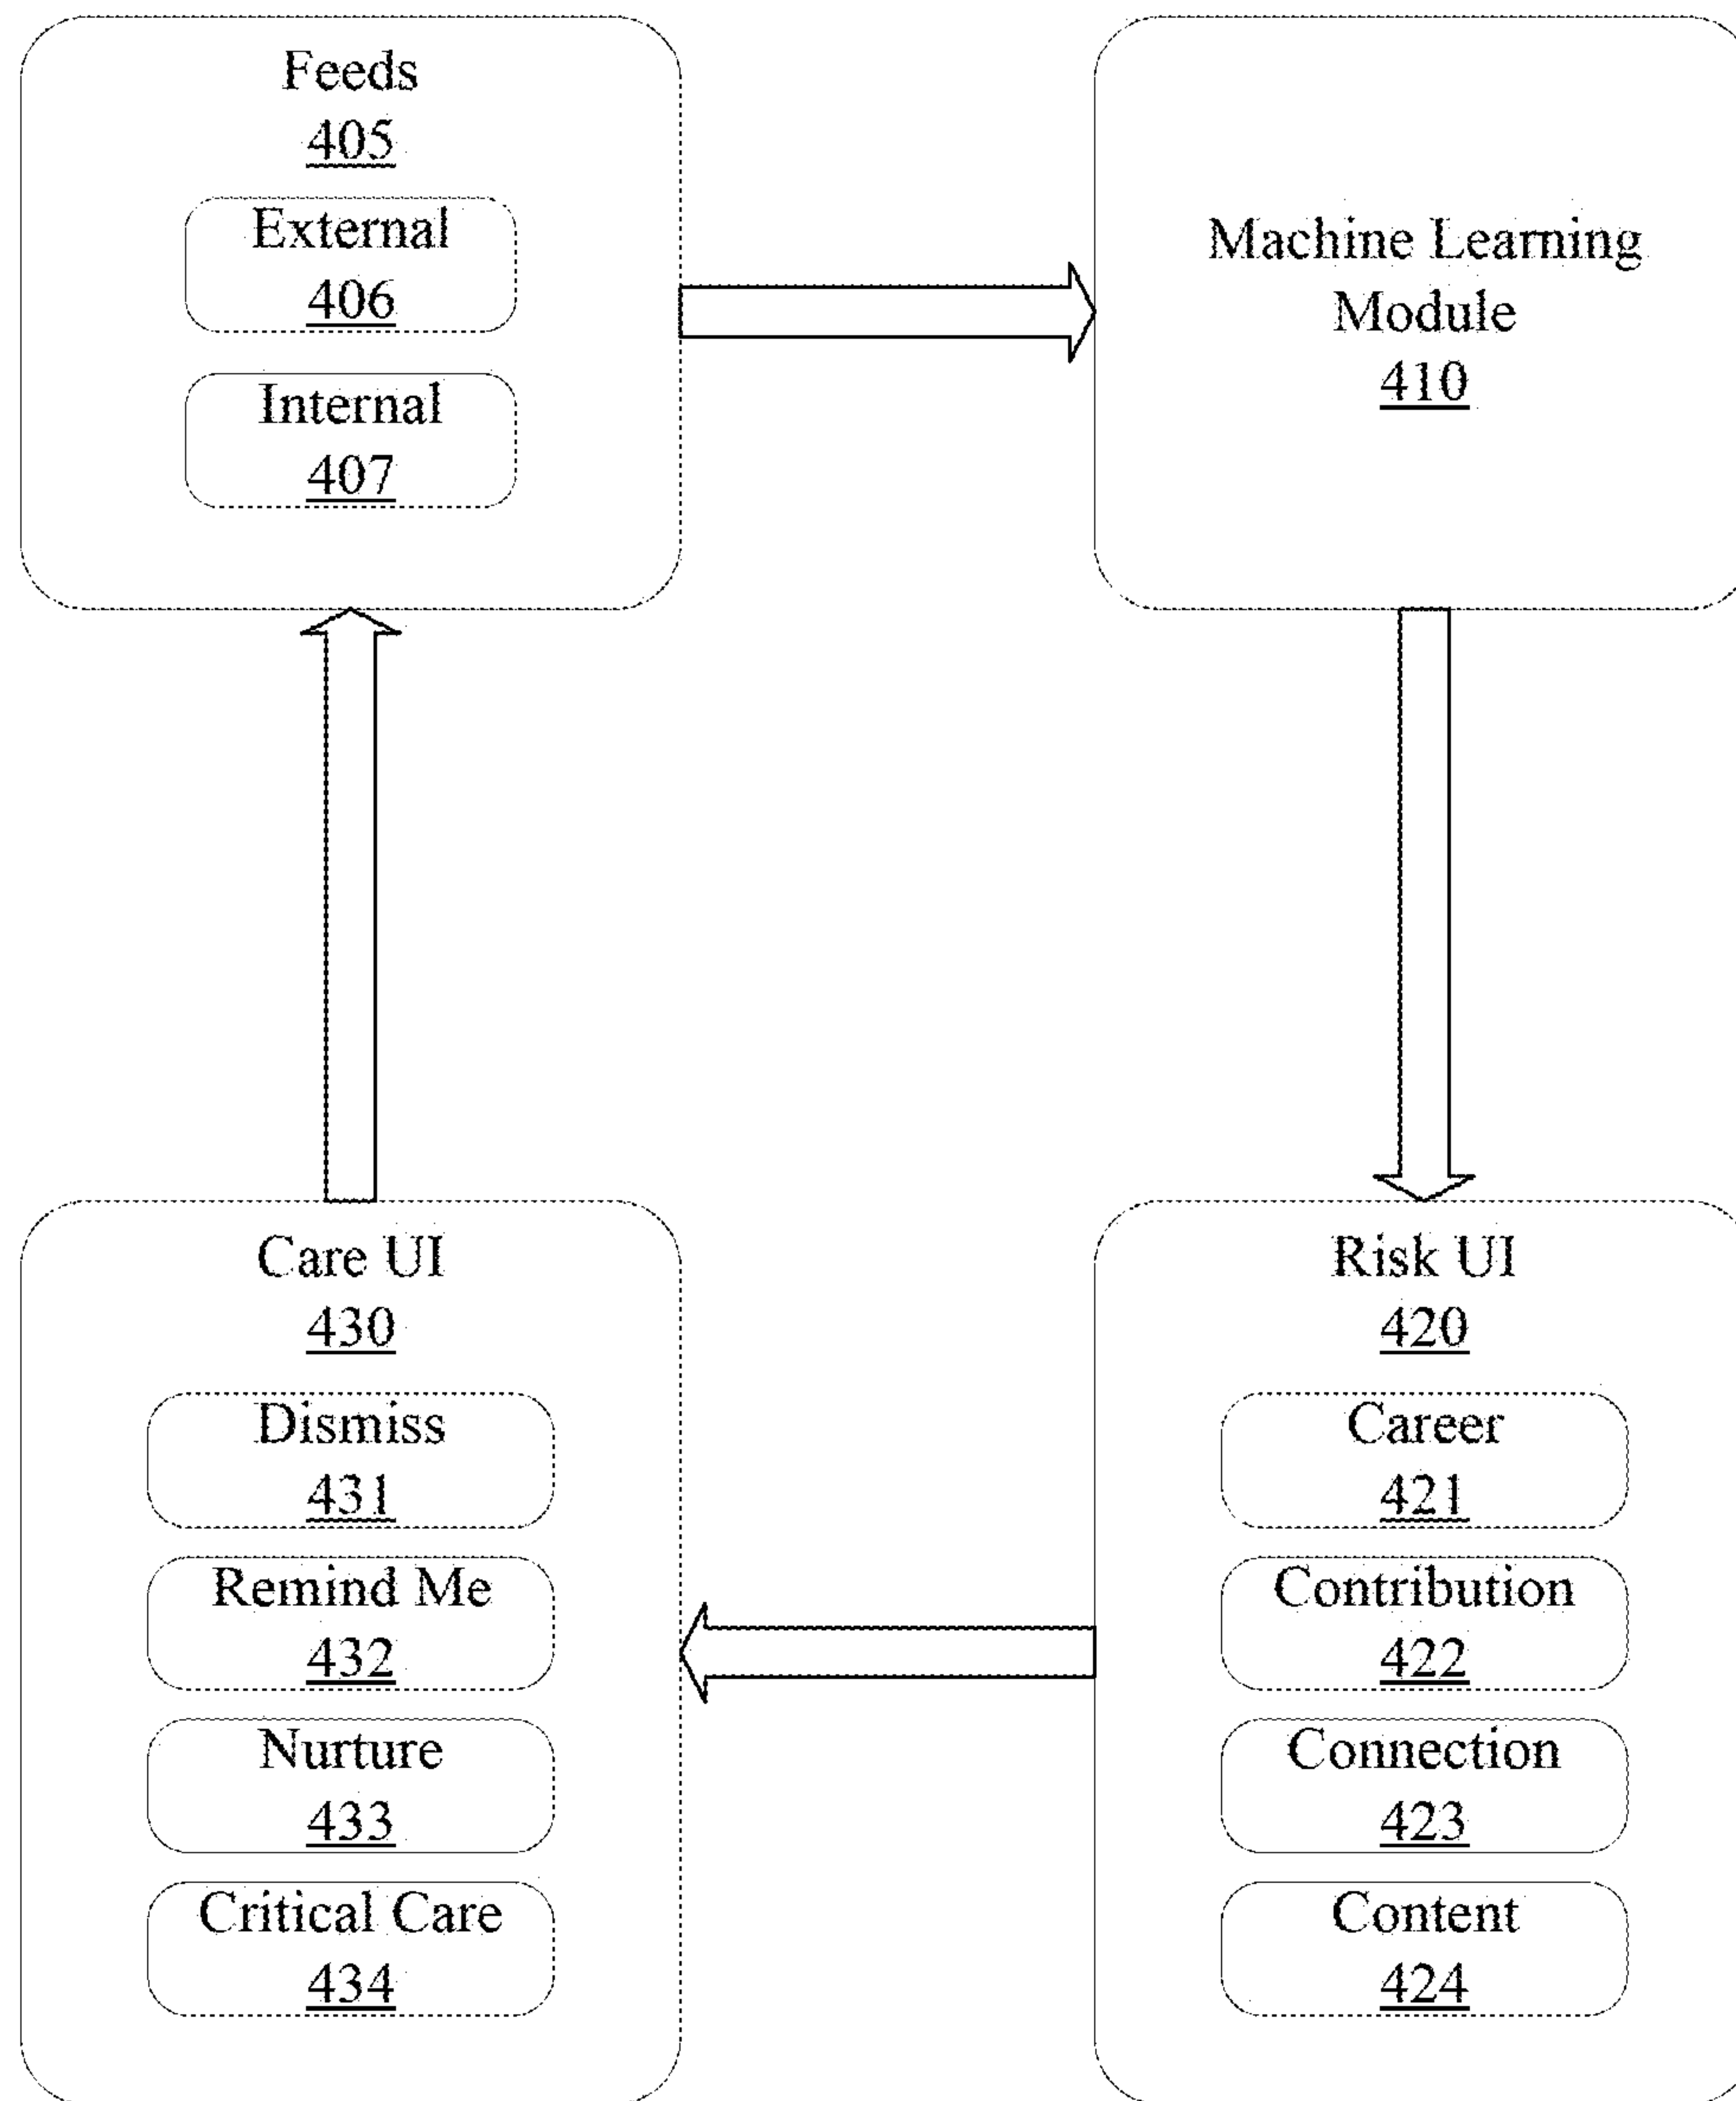 Feeds
405
External
406
Internal
407
Machine Learning
Module
410
Care UI
430
Dismiss
431
Remind Me
432
Nurture
433
Critical Care
434
Risk UI
420
Career
421
Contribution
422
Connection
423
Content
424